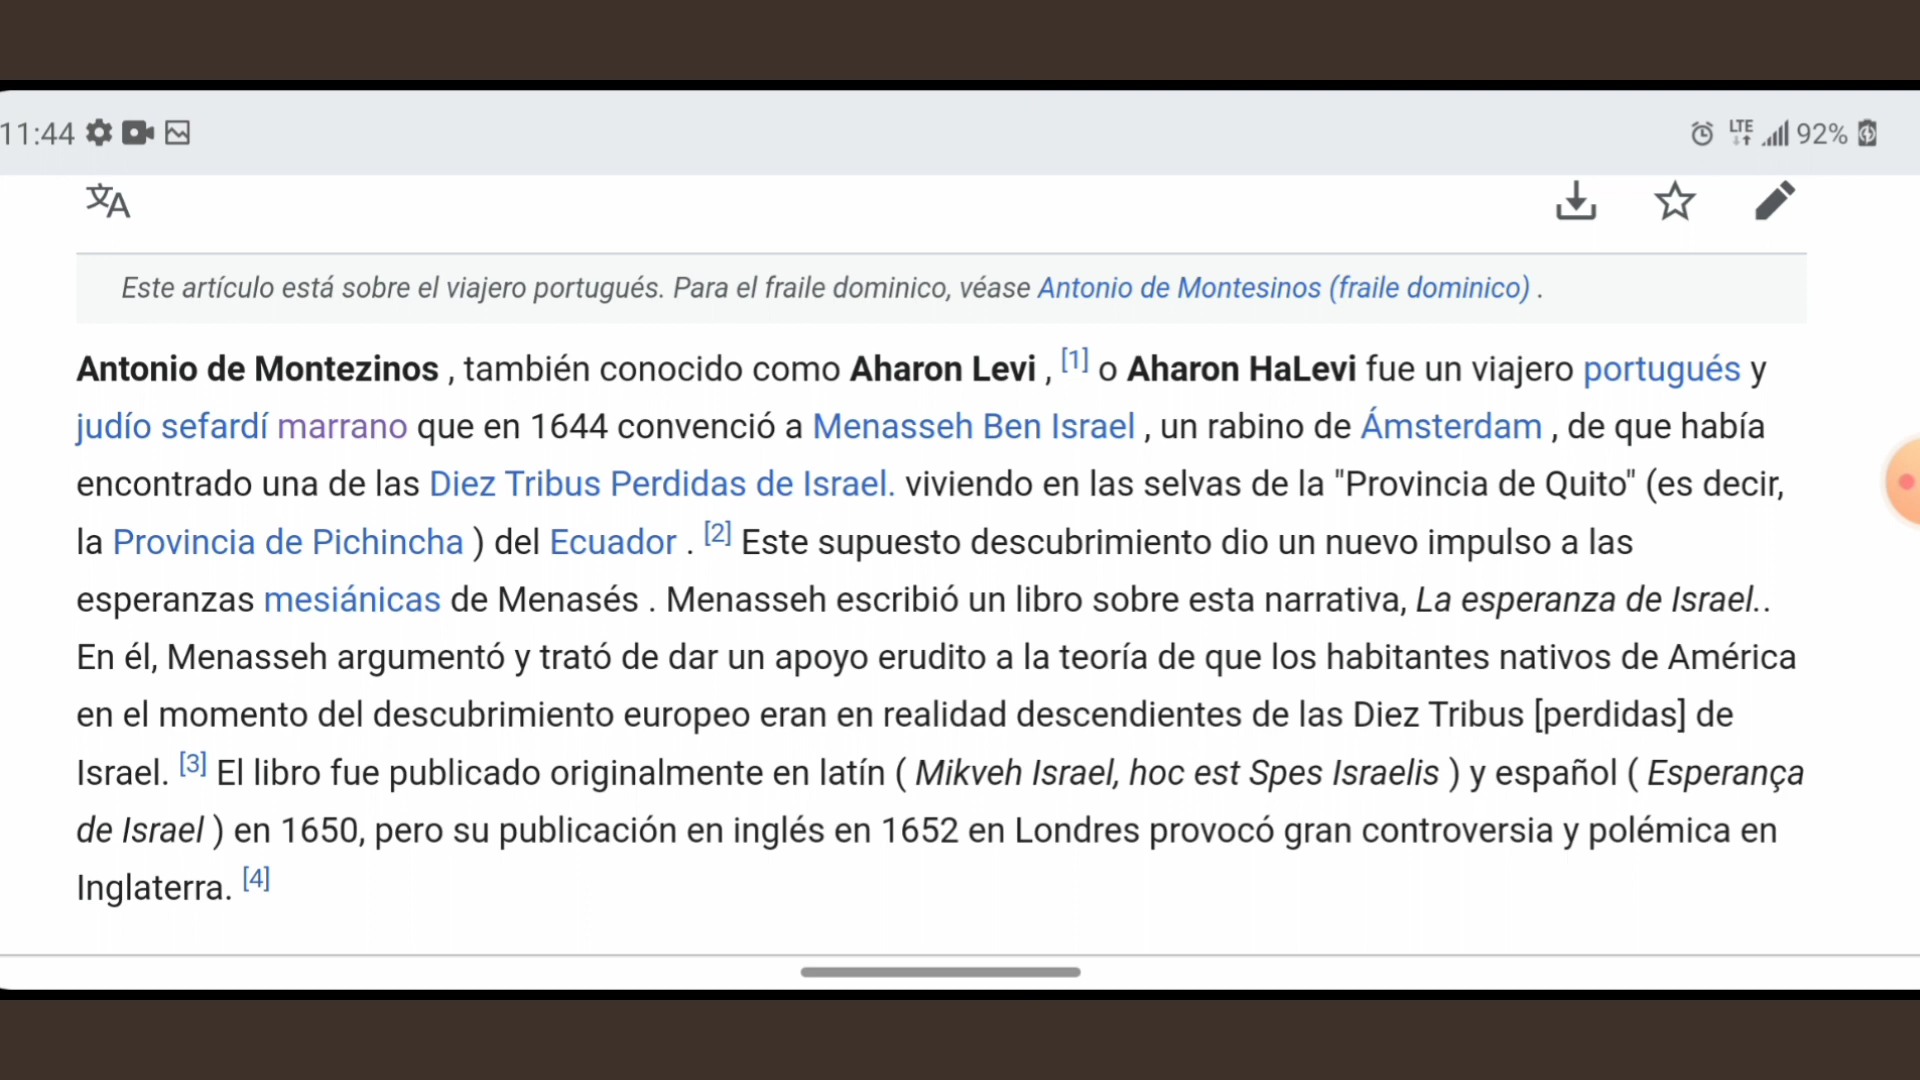 11:44
LTE 92%
Este artículo está sobre el viajero portugués. Para el fraile dominico, véase Antonio de Montesinos (fraile dominico) .
Antonio de Montezinos , también conocido como Aharon Levi , [1] o Aharon HaLevi fue un viajero portugués y
judío sefardí marrano que en 1644 convenció a Menasseh Ben Israel , un rabino de Ámsterdam , de que había
encontrado una de las Diez Tribus Perdidas de Israel. viviendo en las selvas de la "Provincia de Quito" (es decir,
la Provincia de Pichincha ) del Ecuador . [2] Este supuesto descubrimiento dio un nuevo impulso a las
esperanzas mesiánicas de Menasés . Menasseh escribió un libro sobre esta narrativa, La esperanza de Israel..
En él, Menasseh argumentó y trató de dar un apoyo erudito a la teoría de que los habitantes nativos de América
en el momento del descubrimiento europeo eran en realidad descendientes de las Diez Tribus [perdidas] de
Israel. [3] El libro fue publicado originalmente en latín ( Mikveh Israel, hoc est Spes Israelis ) y español ( Esperança
de Israel ) en 1650, pero su publicación en inglés en 1652 en Londres provocó gran controversia y polémica en
Inglaterra. [4]